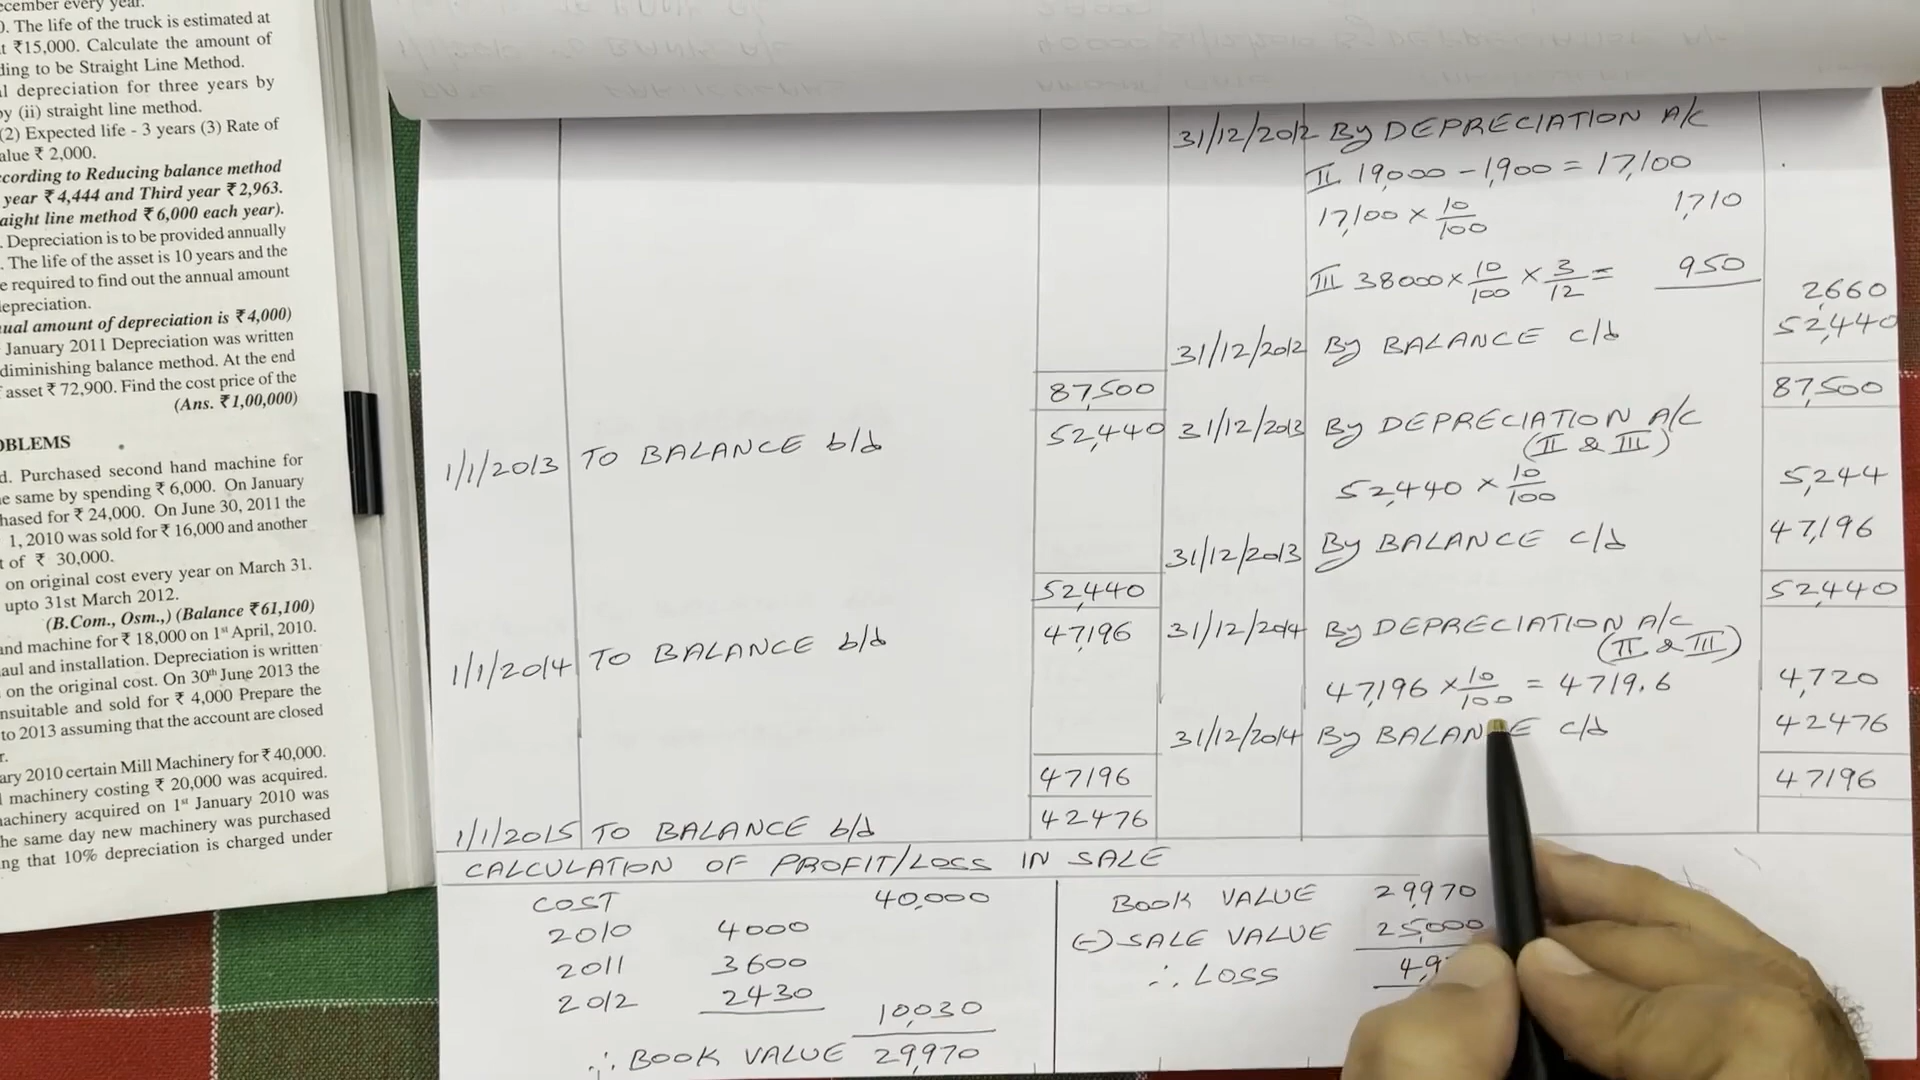 ecember every year.
0. The life of the truck is estimated at
t ₹15,000. Calculate the amount of
ding to be Straight Line Method.
l depreciation for three years by
by (ii) straight line method.
(2) Expected life - 3 years (3) Rate of
alue ₹ 2,000.
ccording to Reducing balance method
year ₹ 4,444 and Third year ₹ 2,963.
aight line method ₹ 6,000 each year).
. Depreciation is to be provided annually
. The life of the asset is 10 years and the
e required to find out the annual amount
depreciation.
ual amount of depreciation is ₹ 4,000)
January 2011 Depreciation was written
diminishing balance method. At the end
f asset ₹ 72,900. Find the cost price of the
(Ans. ₹ 1,00,000)
OBLEMS
d. Purchased second hand machine for
e same by spending ₹ 6,000. On January
hased for ₹ 24,000. On June 30, 2011 the
1, 2010 was sold for ₹ 16,000 and another
t of ₹ 30,000.
on original cost every year on March 31.
upto 31st March 2012.
(B.Com., Osm.,) (Balance ₹ 61,100)
and machine for ₹ 18,000 on 1st April, 2010.
aul and installation. Depreciation is written
on the original cost. On 30th June 2013 the
nsuitable and sold for ₹ 4,000 Prepare the
to 2013 assuming that the account are closed
r.
ary 2010 certain Mill Machinery for ₹ 40,000.
l machinery costing ₹ 20,000 was acquired.
achinery acquired on 1st January 2010 was
he same day new machinery was purchased
ng that 10% depreciation is charged under
31/12/2012 By DEPRECIATION A/C
II 19,000 - 1,900 = 17,100
17,100 × 10/100 1,710
III 38000 × 10/100 × 3/12 = 950 2,660
31/12/2012 By BALANCE c/d 52,440
87,500 87,500
1/1/2013 TO BALANCE b/d 52,440 31/12/2013 By DEPRECIATION A/C
(II & III)
52,440 × 10/100 5,244
31/12/2013 By BALANCE c/d 47,196
52,440 52,440
1/1/2014 TO BALANCE b/d 47,196 31/12/2014 By DEPRECIATION A/C
(II & III)
47,196 × 10/100 = 4719.6 4,720
31/12/2014 By BALAN E c/d 42476
47196 47196
1/1/2015 TO BALANCE b/d 42476
CALCULATION OF PROFIT/LOSS IN SALE
COST 40,000
2010 4000
2011 3600
2012 2430 10,030
∴ BOOK VALUE 29,970
BOOK VALUE 29,970
(-) SALE VALUE 25,000
∴ LOSS 4,9